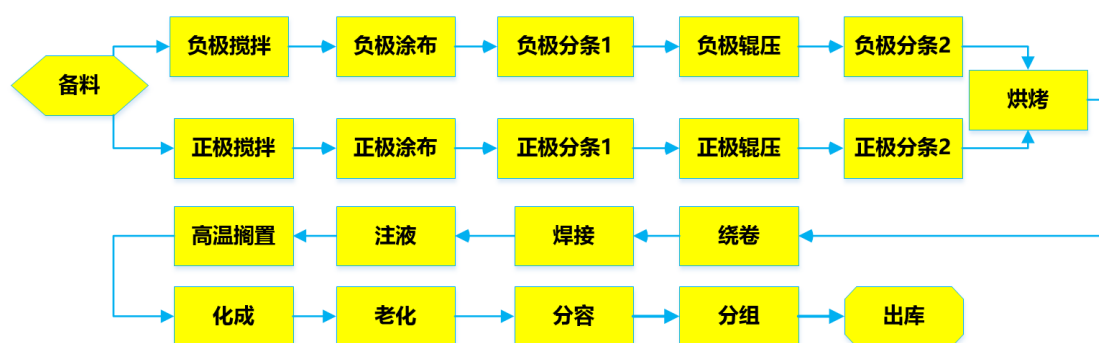 备料
负极搅拌
负极涂布
负极分条1
负极辊压
负极分条2
烘烤
正极搅拌
正极涂布
正极分条1
正极辊压
正极分条2
高温搁置
注液
焊接
绕卷
化成
老化
分容
分组
出库